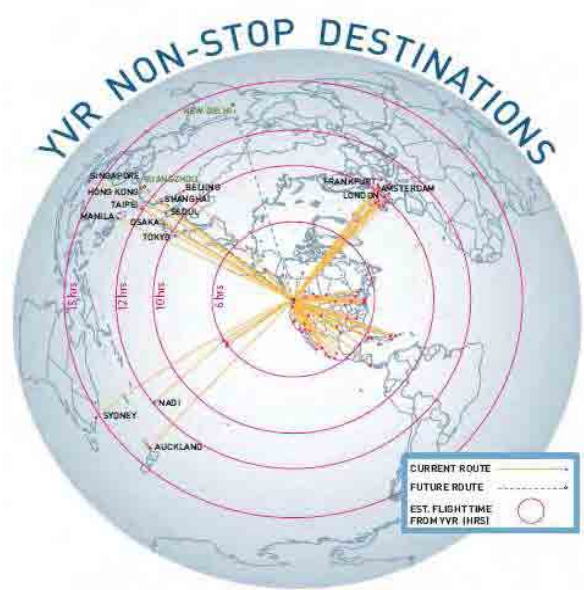 YVR NON-STOP DESTINATIONS
NEW DELHI
SINGAPORE
GUANGZHOU
HONG KONG
BEIJING
TAIPEI
SHANGHAI
MANILA
SEOUL
OSAKA
TOKYO
FRANKFURT
AMSTERDAM
LONDON
15 hrs
12 hrs
10 hrs
6 hrs
SYDNEY
NADI
AUCKLAND
CURRENT ROUTE
FUTURE ROUTE
EST. FLIGHT TIME
FROM YVR (HRS)